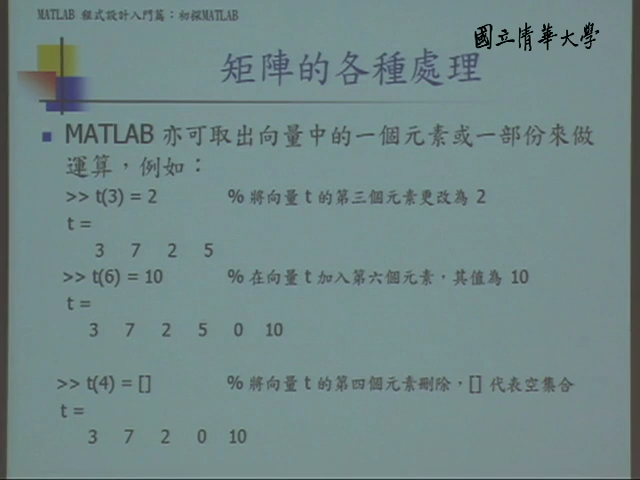 MATLAB 程式設計入門篇：初探MATLAB
國立清華大學
矩陣的各種處理
MATLAB 亦可取出向量中的一個元素或一部份來做
運算，例如：
>> t(3) = 2 % 將向量 t 的第三個元素更改為 2
t =
3 7 2 5
>> t(6) = 10 % 在向量 t 加入第六個元素，其值為 10
t =
3 7 2 5 0 10
>> t(4) = [] % 將向量 t 的第四個元素刪除，[] 代表空集合
t =
3 7 2 0 10